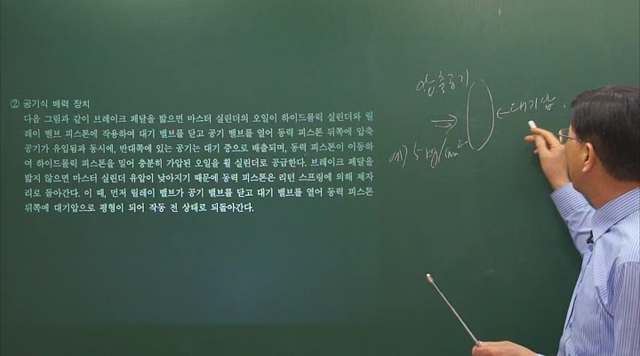 ② 공기식 배력 장치
다음 그림과 같이 브레이크 페달을 밟으면 마스터 실린더의 오일이 하이드롤릭 실린더와 릴
레이 밸브 피스톤에 작용하여 대기 밸브를 닫고 공기 밸브를 열어 동력 피스톤 뒤쪽에 압축
공기가 유입됨과 동시에, 반대쪽에 있는 공기는 대기 중으로 배출되며, 동력 피스톤이 이동하
여 하이드롤릭 피스톤을 밀어 충분히 가압된 오일을 휠 실린더로 공급한다. 브레이크 페달을
밟지 않으면 마스터 실린더 유압이 낮아지기 때문에 동력 피스톤은 리턴 스프링에 의해 제자
리로 돌아간다. 이 때, 먼저 릴레이 밸브가 공기 밸브를 닫고 대기 밸브를 열어 동력 피스톤
뒤쪽에 대기압으로 평형이 되어 작동 전 상태로 되돌아간다.
압축공기
대기압
예) 5 kg/cm²